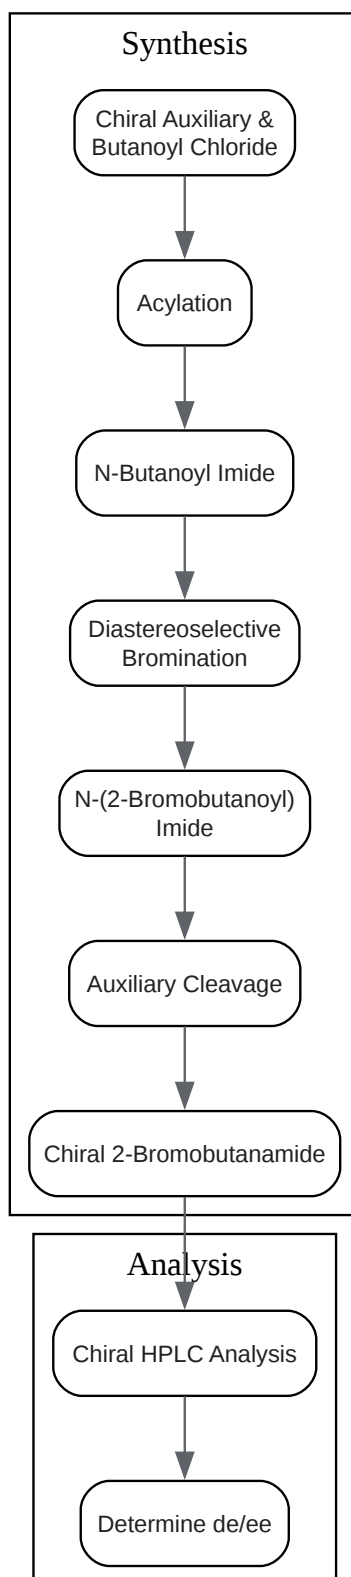 Synthesis
Chiral Auxiliary &
Butanoyl Chloride
Acylation
N-Butanoyl Imide
Diastereoselective
Bromination
N-(2-Bromobutanoyl)
Imide
Auxiliary Cleavage
Chiral 2-Bromobutanamide
Analysis
Chiral HPLC Analysis
Determine de/ee